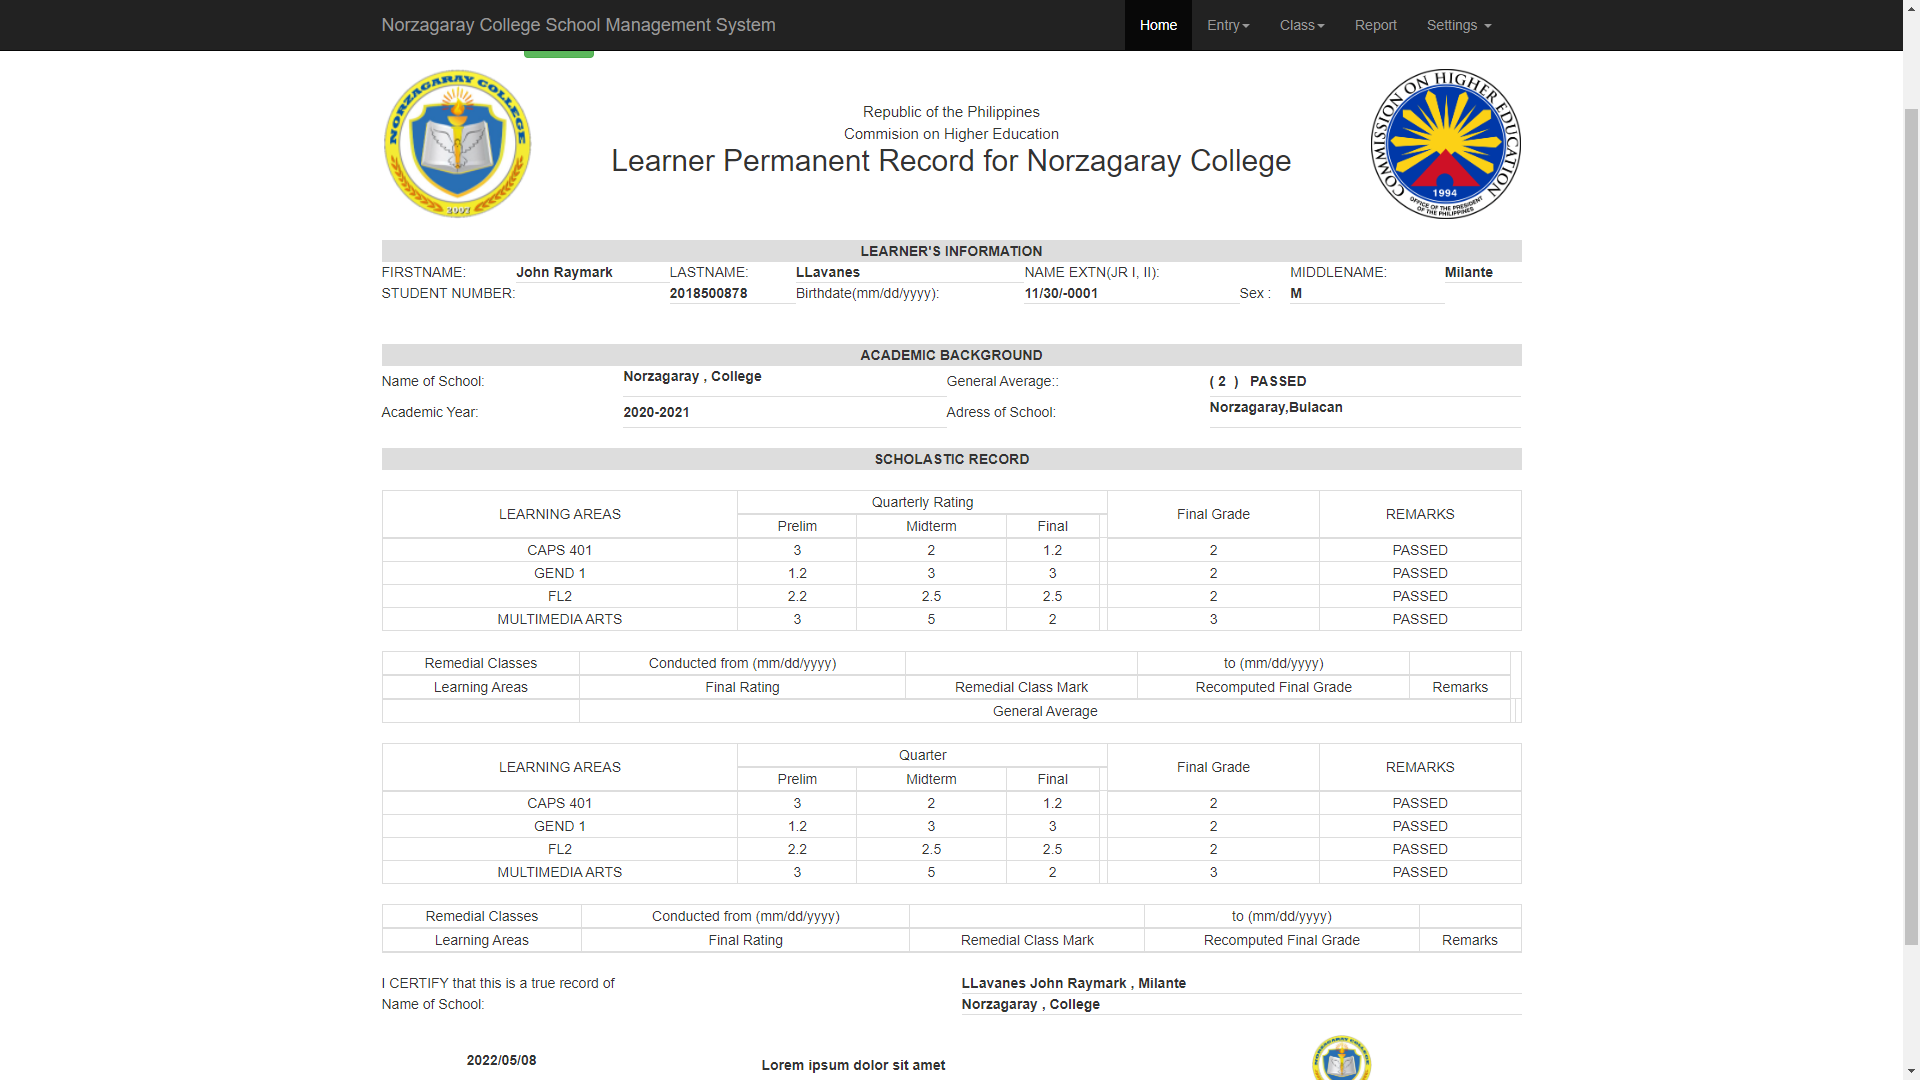 Norzagaray College School Management System Home Entry Class Report Settings
NORZAGARAY COLLEGE
2007
Republic of the Philippines
Commision on Higher Education
Learner Permanent Record for Norzagaray College
COMMISSION ON HIGHER EDUCATION
1994
OFFICE OF THE PRESIDENT
OF THE PHILIPPINES
LEARNER'S INFORMATION
FIRSTNAME: John Raymark LASTNAME: LLavanes NAME EXTN(JR I, II): MIDDLENAME: Milante
STUDENT NUMBER: 2018500878 Birthdate(mm/dd/yyyy): 11/30/-0001 Sex : M
ACADEMIC BACKGROUND
Name of School: Norzagaray , College General Average:: ( 2 ) PASSED
Academic Year: 2020-2021 Adress of School: Norzagaray,Bulacan
SCHOLASTIC RECORD
LEARNING AREAS Quarterly Rating Final Grade REMARKS
Prelim Midterm Final
CAPS 401 3 2 1.2 2 PASSED
GEND 1 1.2 3 3 2 PASSED
FL2 2.2 2.5 2.5 2 PASSED
MULTIMEDIA ARTS 3 5 2 3 PASSED
Remedial Classes Conducted from (mm/dd/yyyy) to (mm/dd/yyyy)
Learning Areas Final Rating Remedial Class Mark Recomputed Final Grade Remarks
General Average
LEARNING AREAS Quarter Final Grade REMARKS
Prelim Midterm Final
CAPS 401 3 2 1.2 2 PASSED
GEND 1 1.2 3 3 2 PASSED
FL2 2.2 2.5 2.5 2 PASSED
MULTIMEDIA ARTS 3 5 2 3 PASSED
Remedial Classes Conducted from (mm/dd/yyyy) to (mm/dd/yyyy)
Learning Areas Final Rating Remedial Class Mark Recomputed Final Grade Remarks
I CERTIFY that this is a true record of LLavanes John Raymark , Milante
Name of School: Norzagaray , College
2022/05/08 Lorem ipsum dolor sit amet